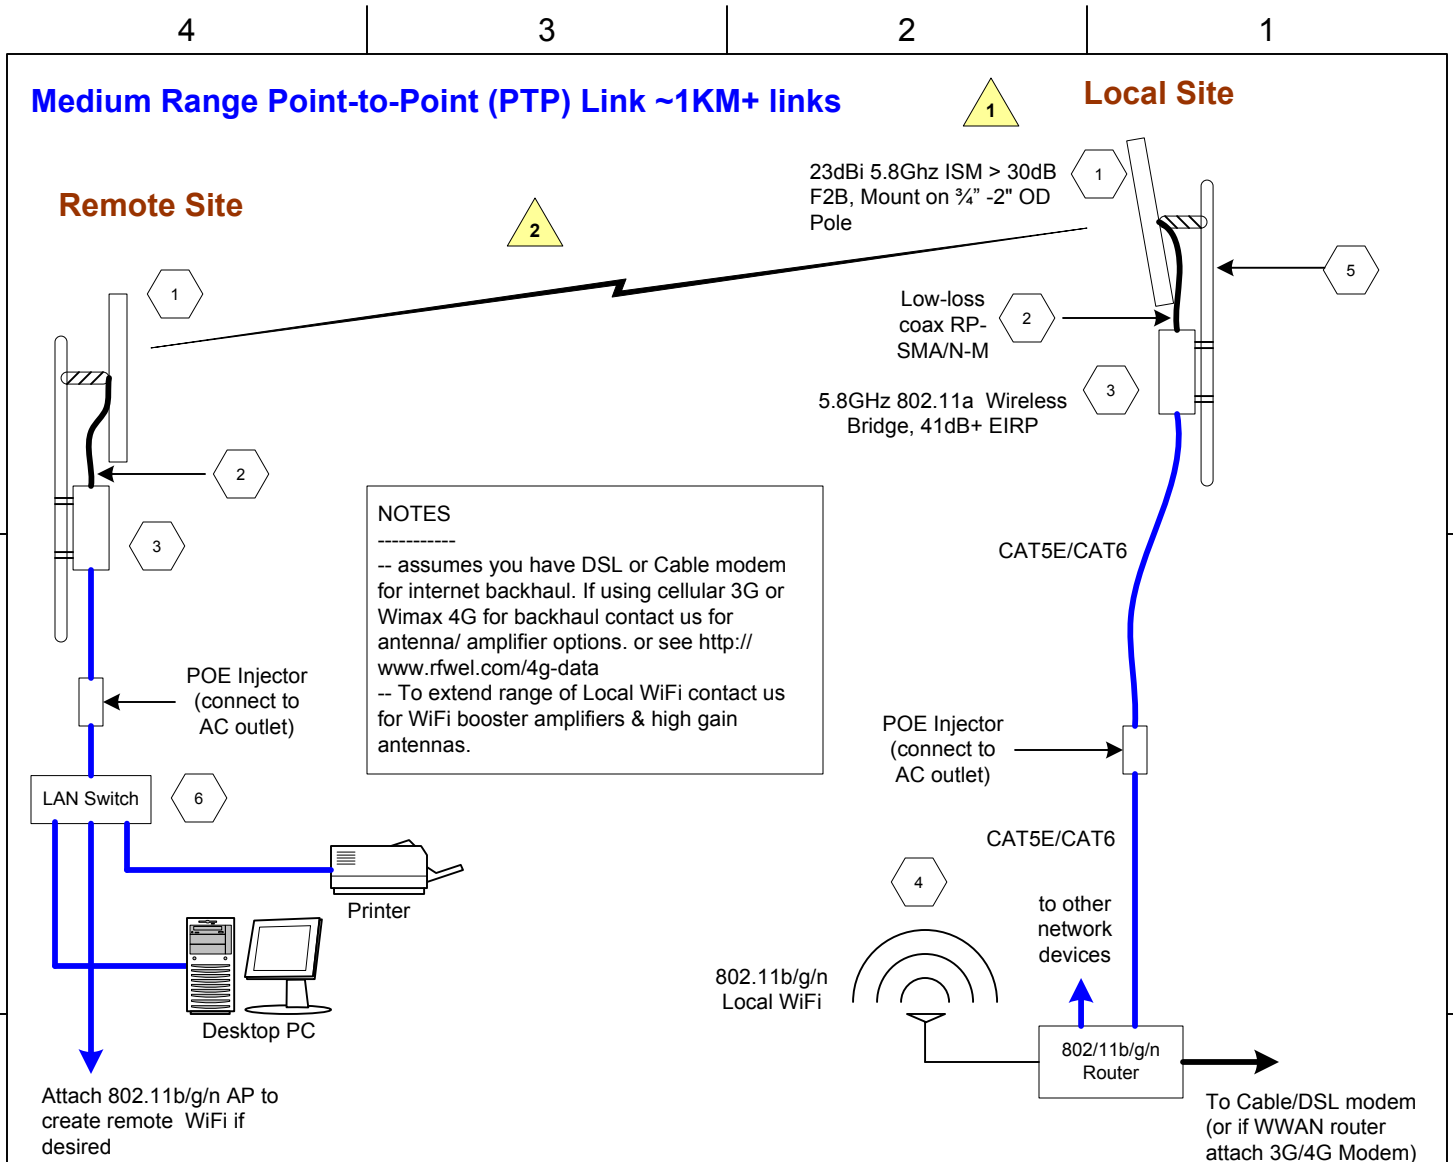 4
3
2
1
Medium Range Point-to-Point (PTP) Link ~1KM+ links
1
Local Site
23dBi 5.8Ghz ISM > 30dB
F2B, Mount on ¾” -2" OD
Pole
1
Remote Site
2
1
5
Low-loss
coax RP-
SMA/N-M
2
5.8GHz 802.11a  Wireless
Bridge, 41dB+ EIRP
3
2
3
NOTES
-----------
-- assumes you have DSL or Cable modem
for internet backhaul. If using cellular 3G or
Wimax 4G for backhaul contact us for
antenna/ amplifier options. or see http://
www.rfwel.com/4g-data
-- To extend range of Local WiFi contact us
for WiFi booster amplifiers & high gain
antennas.
CAT5E/CAT6
POE Injector
(connect to
AC outlet)
POE Injector
(connect to
AC outlet)
LAN Switch
6
CAT5E/CAT6
4
Printer
to other
network
devices
802.11b/g/n
Local WiFi
Desktop PC
802/11b/g/n
Router
Attach 802.11b/g/n AP to
create remote  WiFi if
desired
To Cable/DSL modem
(or if WWAN router
attach 3G/4G Modem)